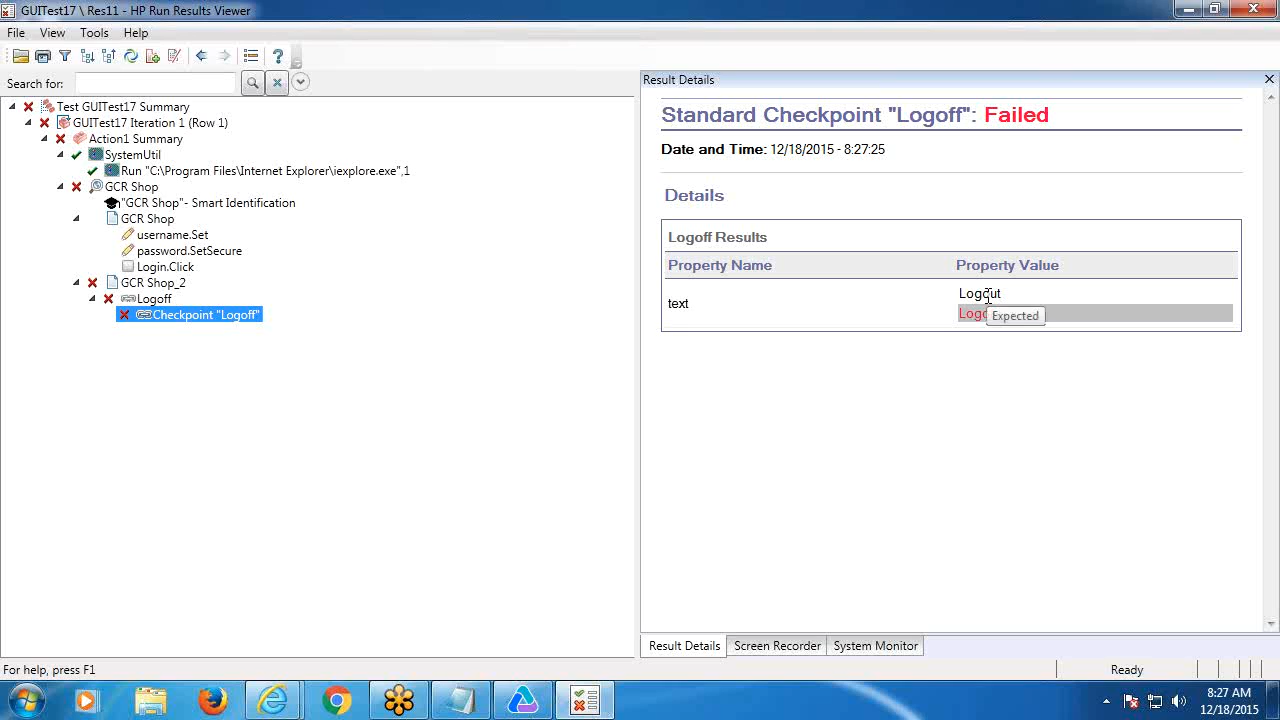 GUITest17 \ Res11 - HP Run Results Viewer
File View Tools Help
Search for:
Test GUITest17 Summary
GUITest17 Iteration 1 (Row 1)
Action1 Summary
SystemUtil
Run "C:\Program Files\Internet Explorer\iexplore.exe",1
GCR Shop
"GCR Shop"- Smart Identification
GCR Shop
username.Set
password.SetSecure
Login.Click
GCR Shop_2
Logoff
Checkpoint "Logoff"
Result Details
Standard Checkpoint "Logoff": Failed
Date and Time: 12/18/2015 - 8:27:25
Details
Logoff Results
Property Name Property Value
text
Logout
Expected
Result Details Screen Recorder System Monitor
For help, press F1
Ready
8:27 AM
12/18/2015